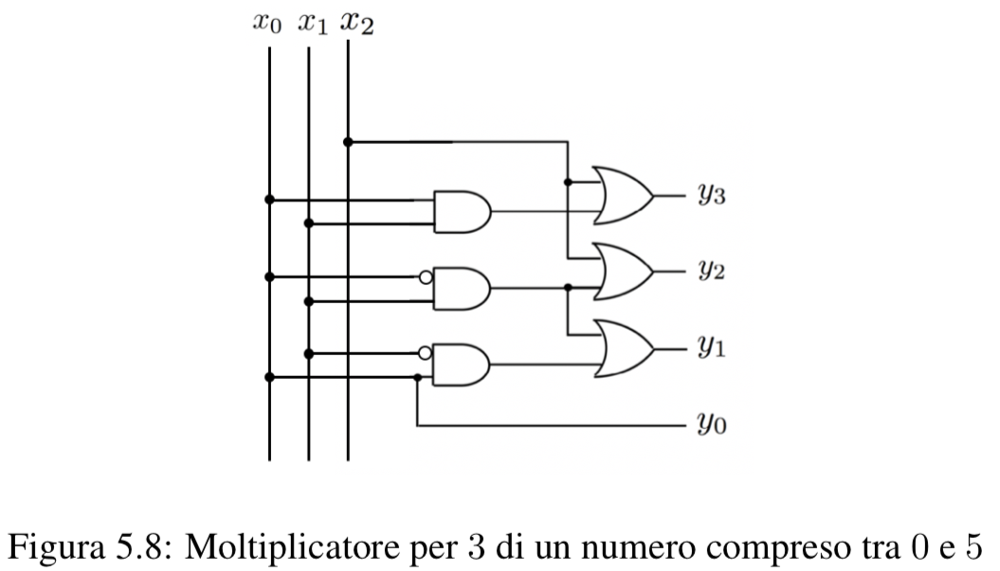 x₀ x₁ x₂
y₃
y₂
y₁
y₀
Figura 5.8: Moltiplicatore per 3 di un numero compreso tra 0 e 5